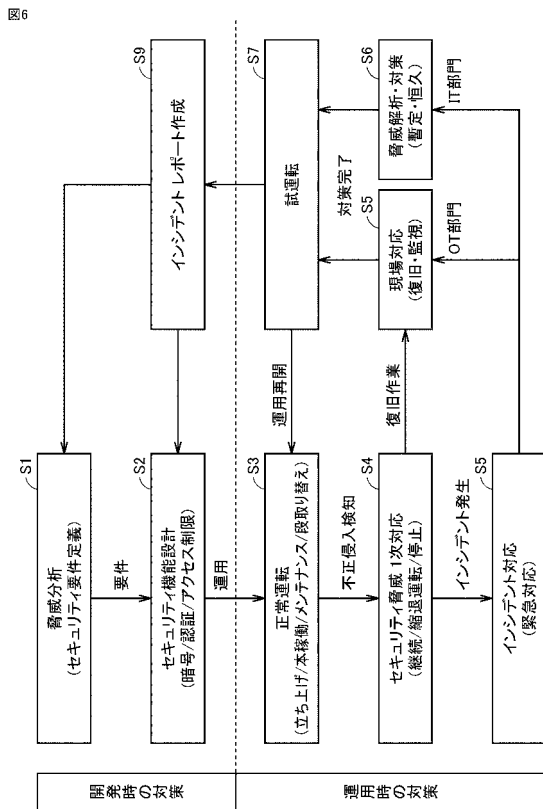 図6
開発時の対策
S1
脅威分析
(セキュリティ要件定義)
要件
S2
セキュリティ機能設計
(暗号/認証/アクセス制限)
S9
インシデントレポート作成
運用
運用時の対策
S3
正常運転
(立ち上げ/本稼働/メンテナンス/段取り替え)
運用再開
S7
試運転
不正侵入検知
対策完了
S4
セキュリティ脅威 1次対応
(継続/縮退運転/停止)
復旧作業
S5
現場対応
(復旧・監視)
S6
脅威解析・対策
(暫定・恒久)
インシデント発生
OT部門
IT部門
S5
インシデント対応
(緊急対応)